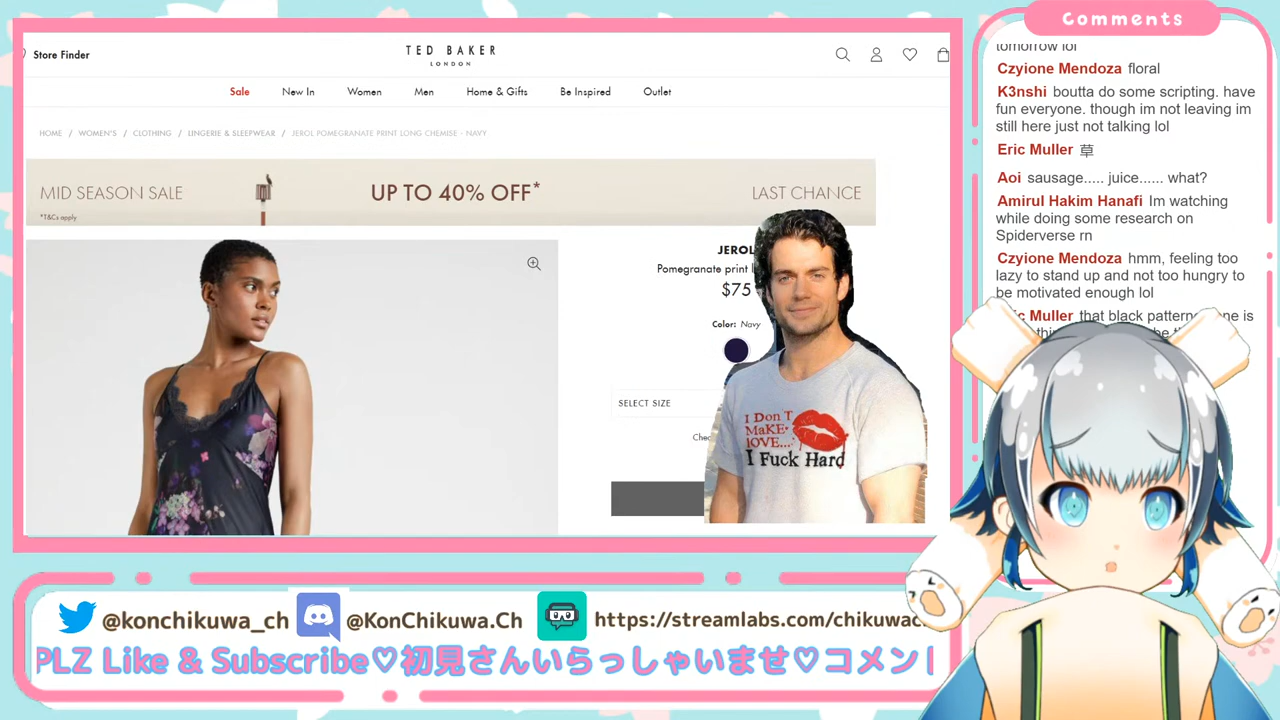 Store Finder
TED BAKER
LONDON
Sale New In Women Men Home & Gifts Be Inspired Outlet
HOME / WOMEN'S / CLOTHING / LINGERIE & SLEEPWEAR / JEROL POMEGRANATE PRINT LONG CHEMISE - NAVY
MID SEASON SALE UP TO 40% OFF* LAST CHANCE
*T&Cs apply
JEROL
Pomegranate print
$75
Color: Navy
SELECT SIZE
I DON'T
MAKE
LOVE...
I Fuck Hard
Comments
tomorrow lol
Czyione Mendoza floral
K3nshi boutta do some scripting. have
fun everyone. though im not leaving im
still here just not talking lol
Eric Muller 草
Aoi sausage..... juice...... what?
Amirul Hakim Hanafi Im watching
while doing some research on
Spiderverse rn
Czyione Mendoza hmm, feeling too
lazy to stand up and not too hungry to
be motivated enough lol
Muller that black pattern is
@konchikuwa_ch @KonChikuwa.Ch https://streamlabs.com/chikuwac
PLZ Like & Subscribe♡初見さんいらっしゃいませ♡コメン